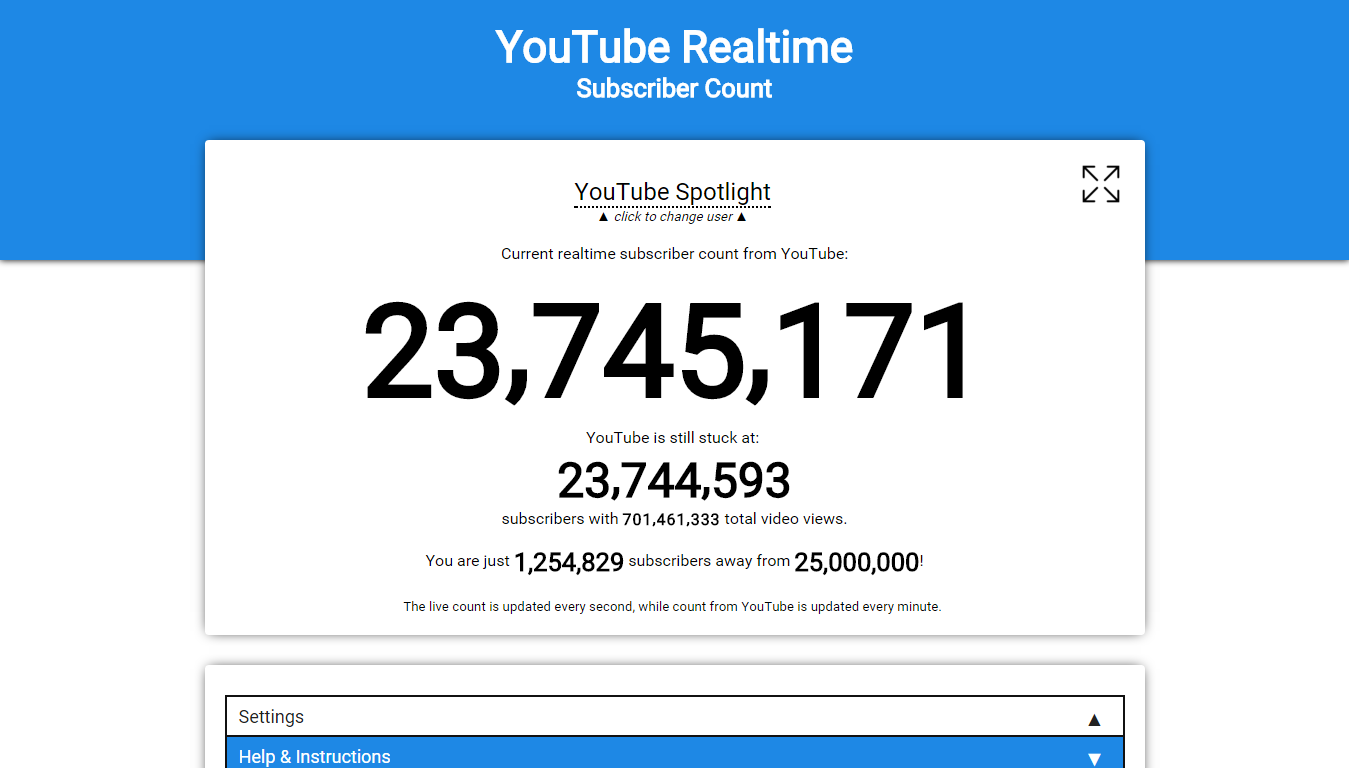 YouTube Realtime
Subscriber Count
YouTube Spotlight
▲ click to change user ▲
Current realtime subscriber count from YouTube:
23,745,171
YouTube is still stuck at:
23,744,593
subscribers with 701,461,333 total video views.
You are just 1,254,829 subscribers away from 25,000,000!
The live count is updated every second, while count from YouTube is updated every minute.
Settings ▲
Help & Instructions ▼